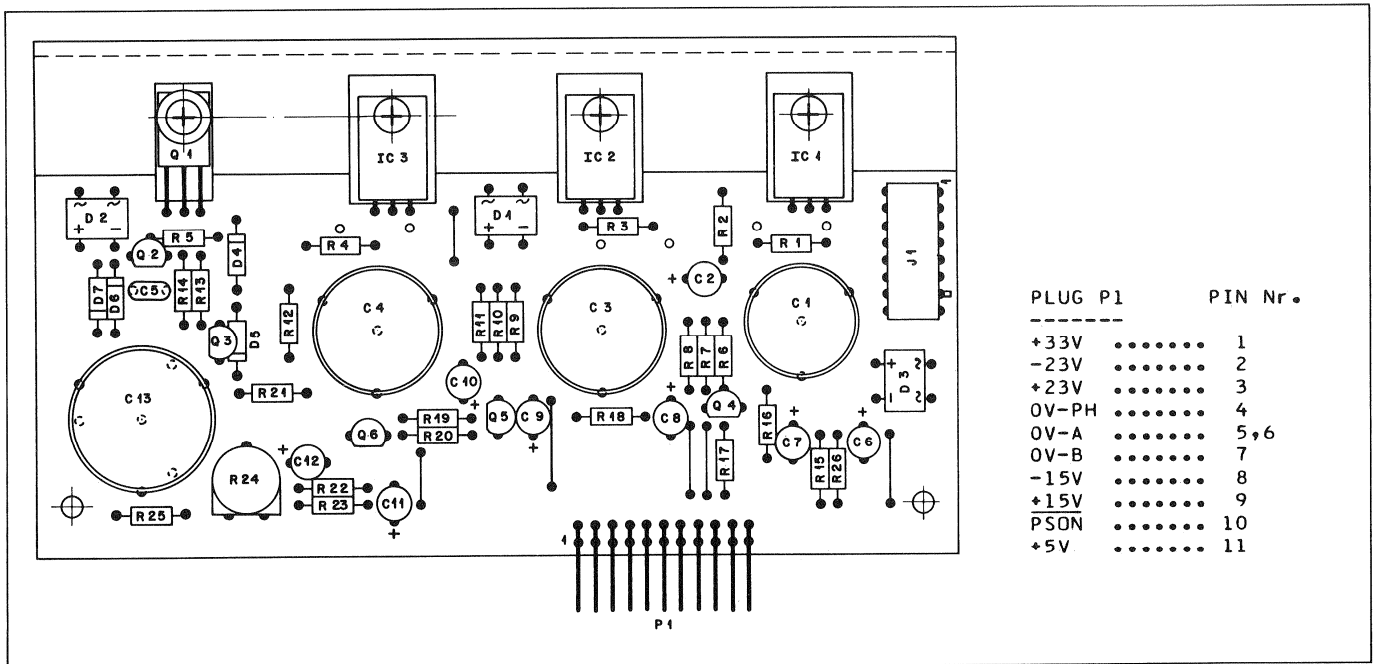 Q1
IC3
IC2
IC1
D2
~ ~
+ -
R5
Q2
D4
R4
D1
~ ~
+ -
R3
R2
R1
J1
1
D7
D6
C5
R14
R13
Q3
D5
R12
C4
R11
R10
R9
C3
+ C2
C1
R8
R7
R6
D3
+ ~
- ~
C13
R21
C10
+
R19
R20
Q6
Q5
C9
+
R18
C8
+
Q4
R17
R16
C7
+
R15
R26
C6
+
R24
C12
+
R22
R23
C11
+
R25
1
P1
PLUG P1 PIN Nr.
-------
+33V ....... 1
-23V ....... 2
+23V ....... 3
0V-PH ....... 4
0V-A ....... 5,6
0V-B ....... 7
-15V ....... 8
+15V ....... 9
PSON ....... 10
+5V ....... 11